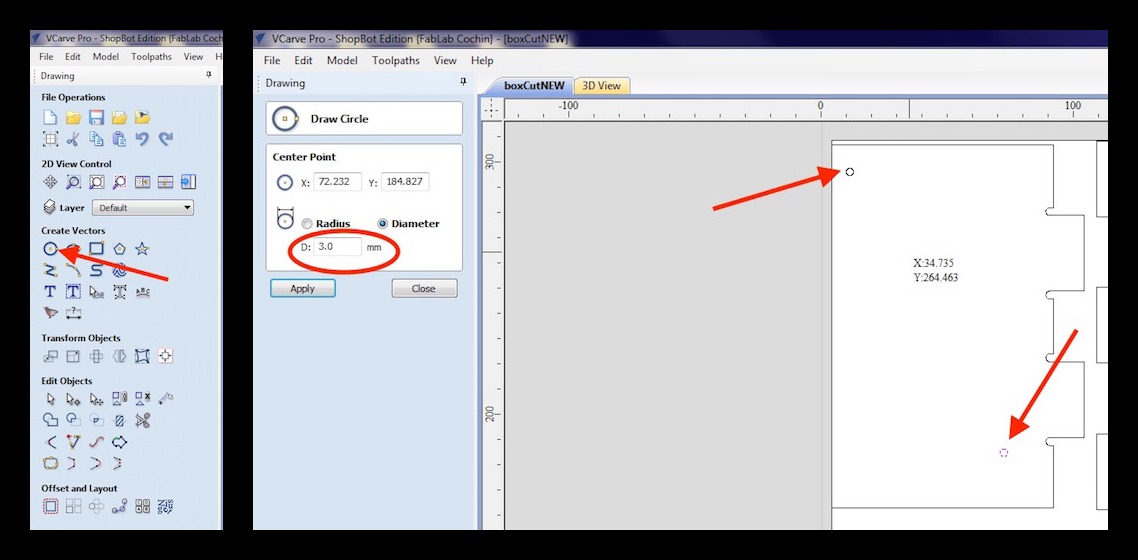 VCarve Pro - ShopBot Edition {FabLab Cochin
File Edit Model Toolpaths View H
Drawing
File Operations
2D View Control
Layer Default
Create Vectors
Transform Objects
Edit Objects
Offset and Layout
VCarve Pro - ShopBot Edition {FabLab Cochin} - [boxCutNEW]
File Edit Model Toolpaths View Help
Drawing
Draw Circle
Center Point
X: 72.232 Y: 184.827
Radius Diameter
D: 3.0 mm
Apply Close
boxCutNEW 3D View
-100 0 100
300
200
X:34.735
Y:264.463